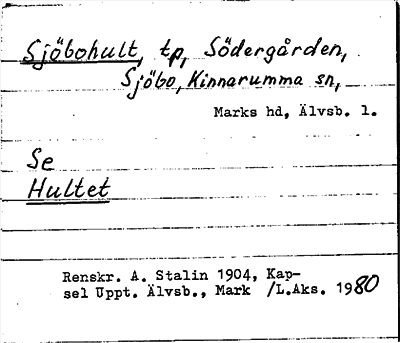 Sjöbohult, tp, Södergården,
Sjöbo, Kinnarumma sn,
Marks hd, Älvsb. l.
Se
Hultet
Renskr. A. Stalin 1904, Kap-
sel Uppt. Älvsb., Mark /L.Aks. 1980